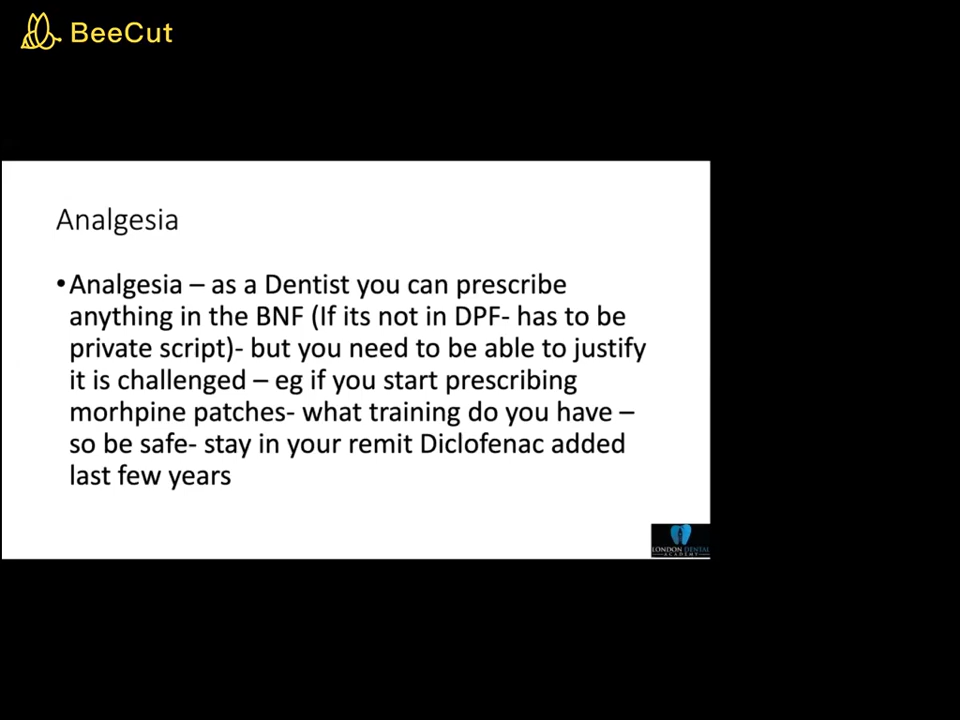 BeeCut
Analgesia
•Analgesia – as a Dentist you can prescribe
anything in the BNF (If its not in DPF- has to be
private script)- but you need to be able to justify
it is challenged – eg if you start prescribing
morhpine patches- what training do you have –
so be safe- stay in your remit Diclofenac added
last few years
LONDON DENTAL
ACADEMY